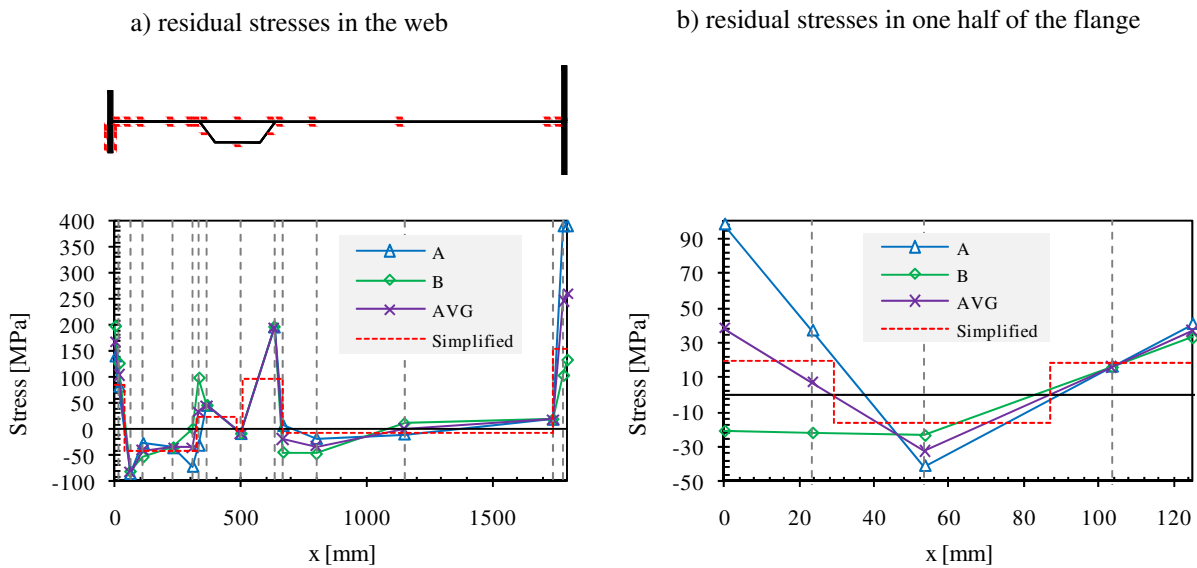 a) residual stresses in the web
b) residual stresses in one half of the flange
400
350
300
250
200
150
100
50
0
-50
-100
Stress [MPa]
A
B
AVG
Simplified
0
500
1000
1500
x [mm]
90
70
50
30
10
-10
-30
-50
Stress [MPa]
A
B
AVG
Simplified
0
20
40
60
80
100
120
x [mm]